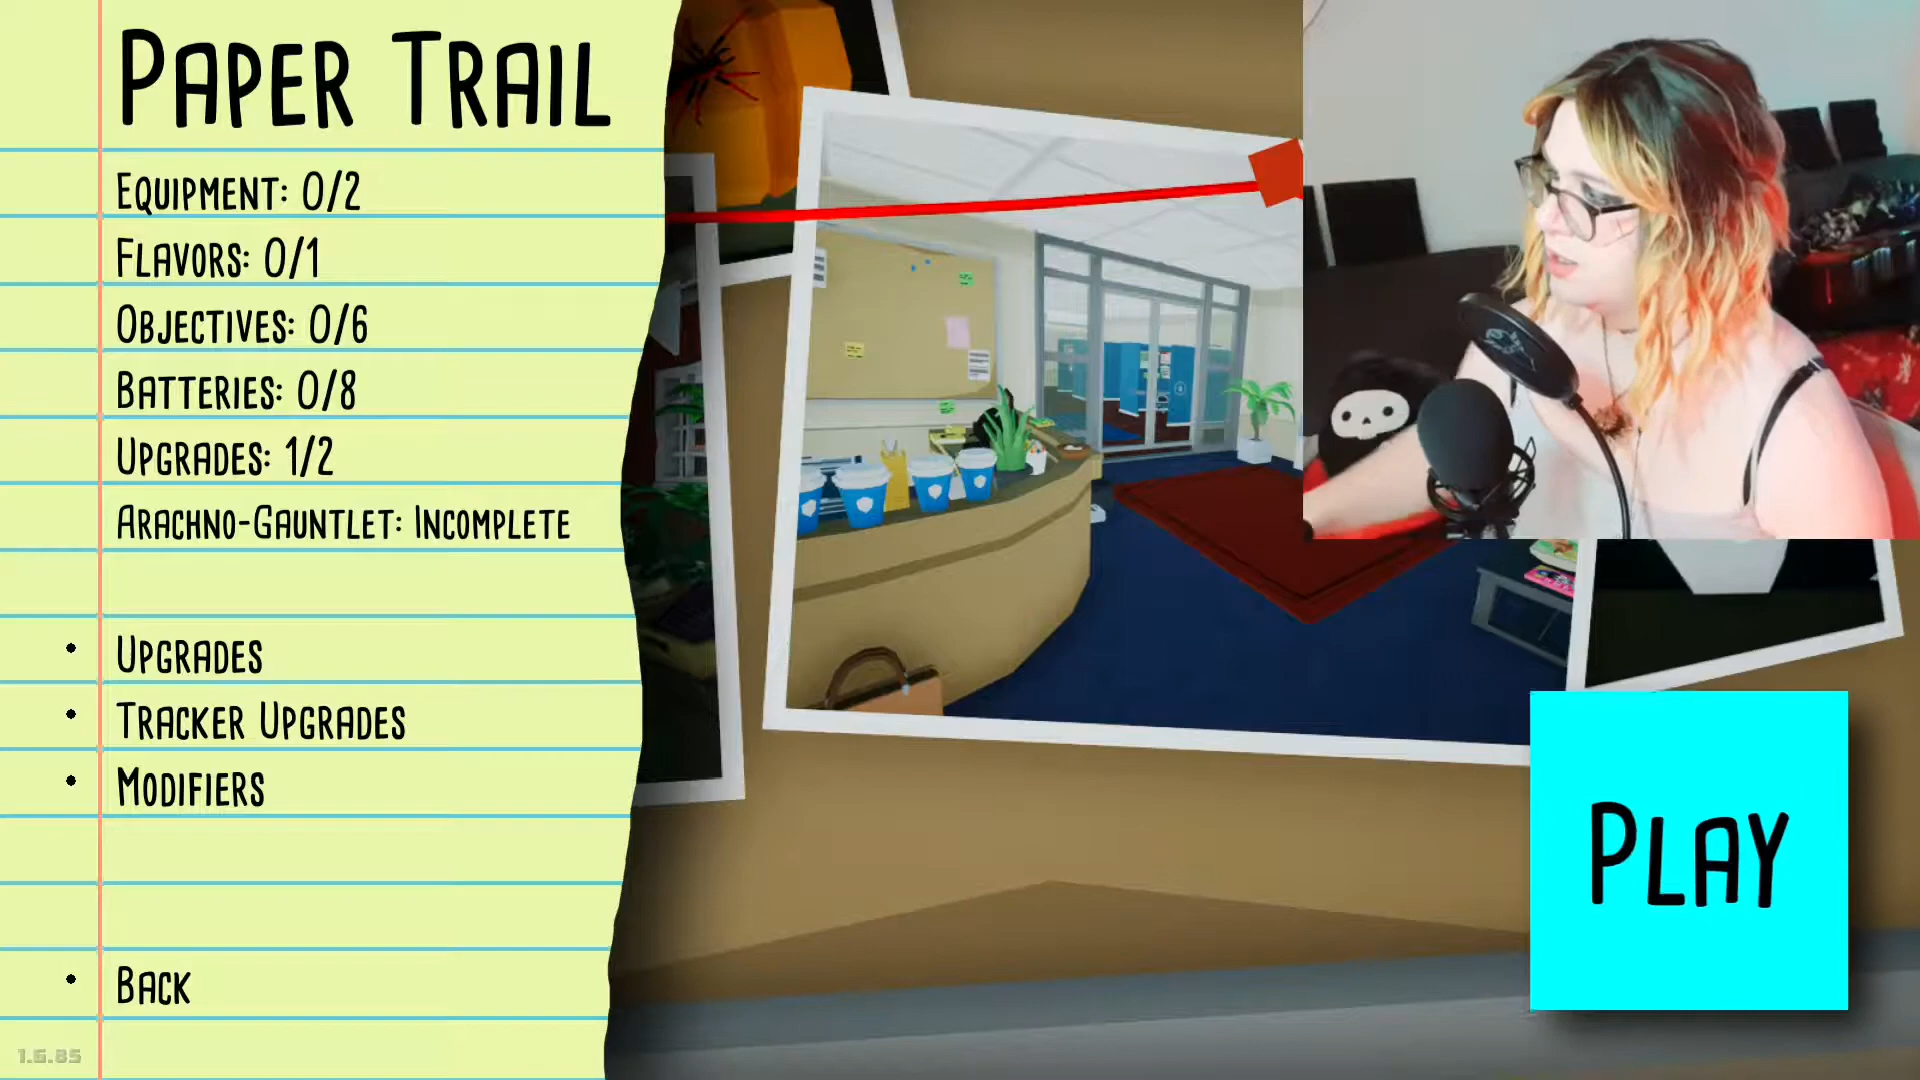 Paper Trail
Equipment: 0/2
Flavors: 0/1
Objectives: 0/6
Batteries: 0/8
Upgrades: 1/2
Arachno-Gauntlet: Incomplete
• Upgrades
• Tracker Upgrades
• Modifiers
• Back
Play
1.6.85